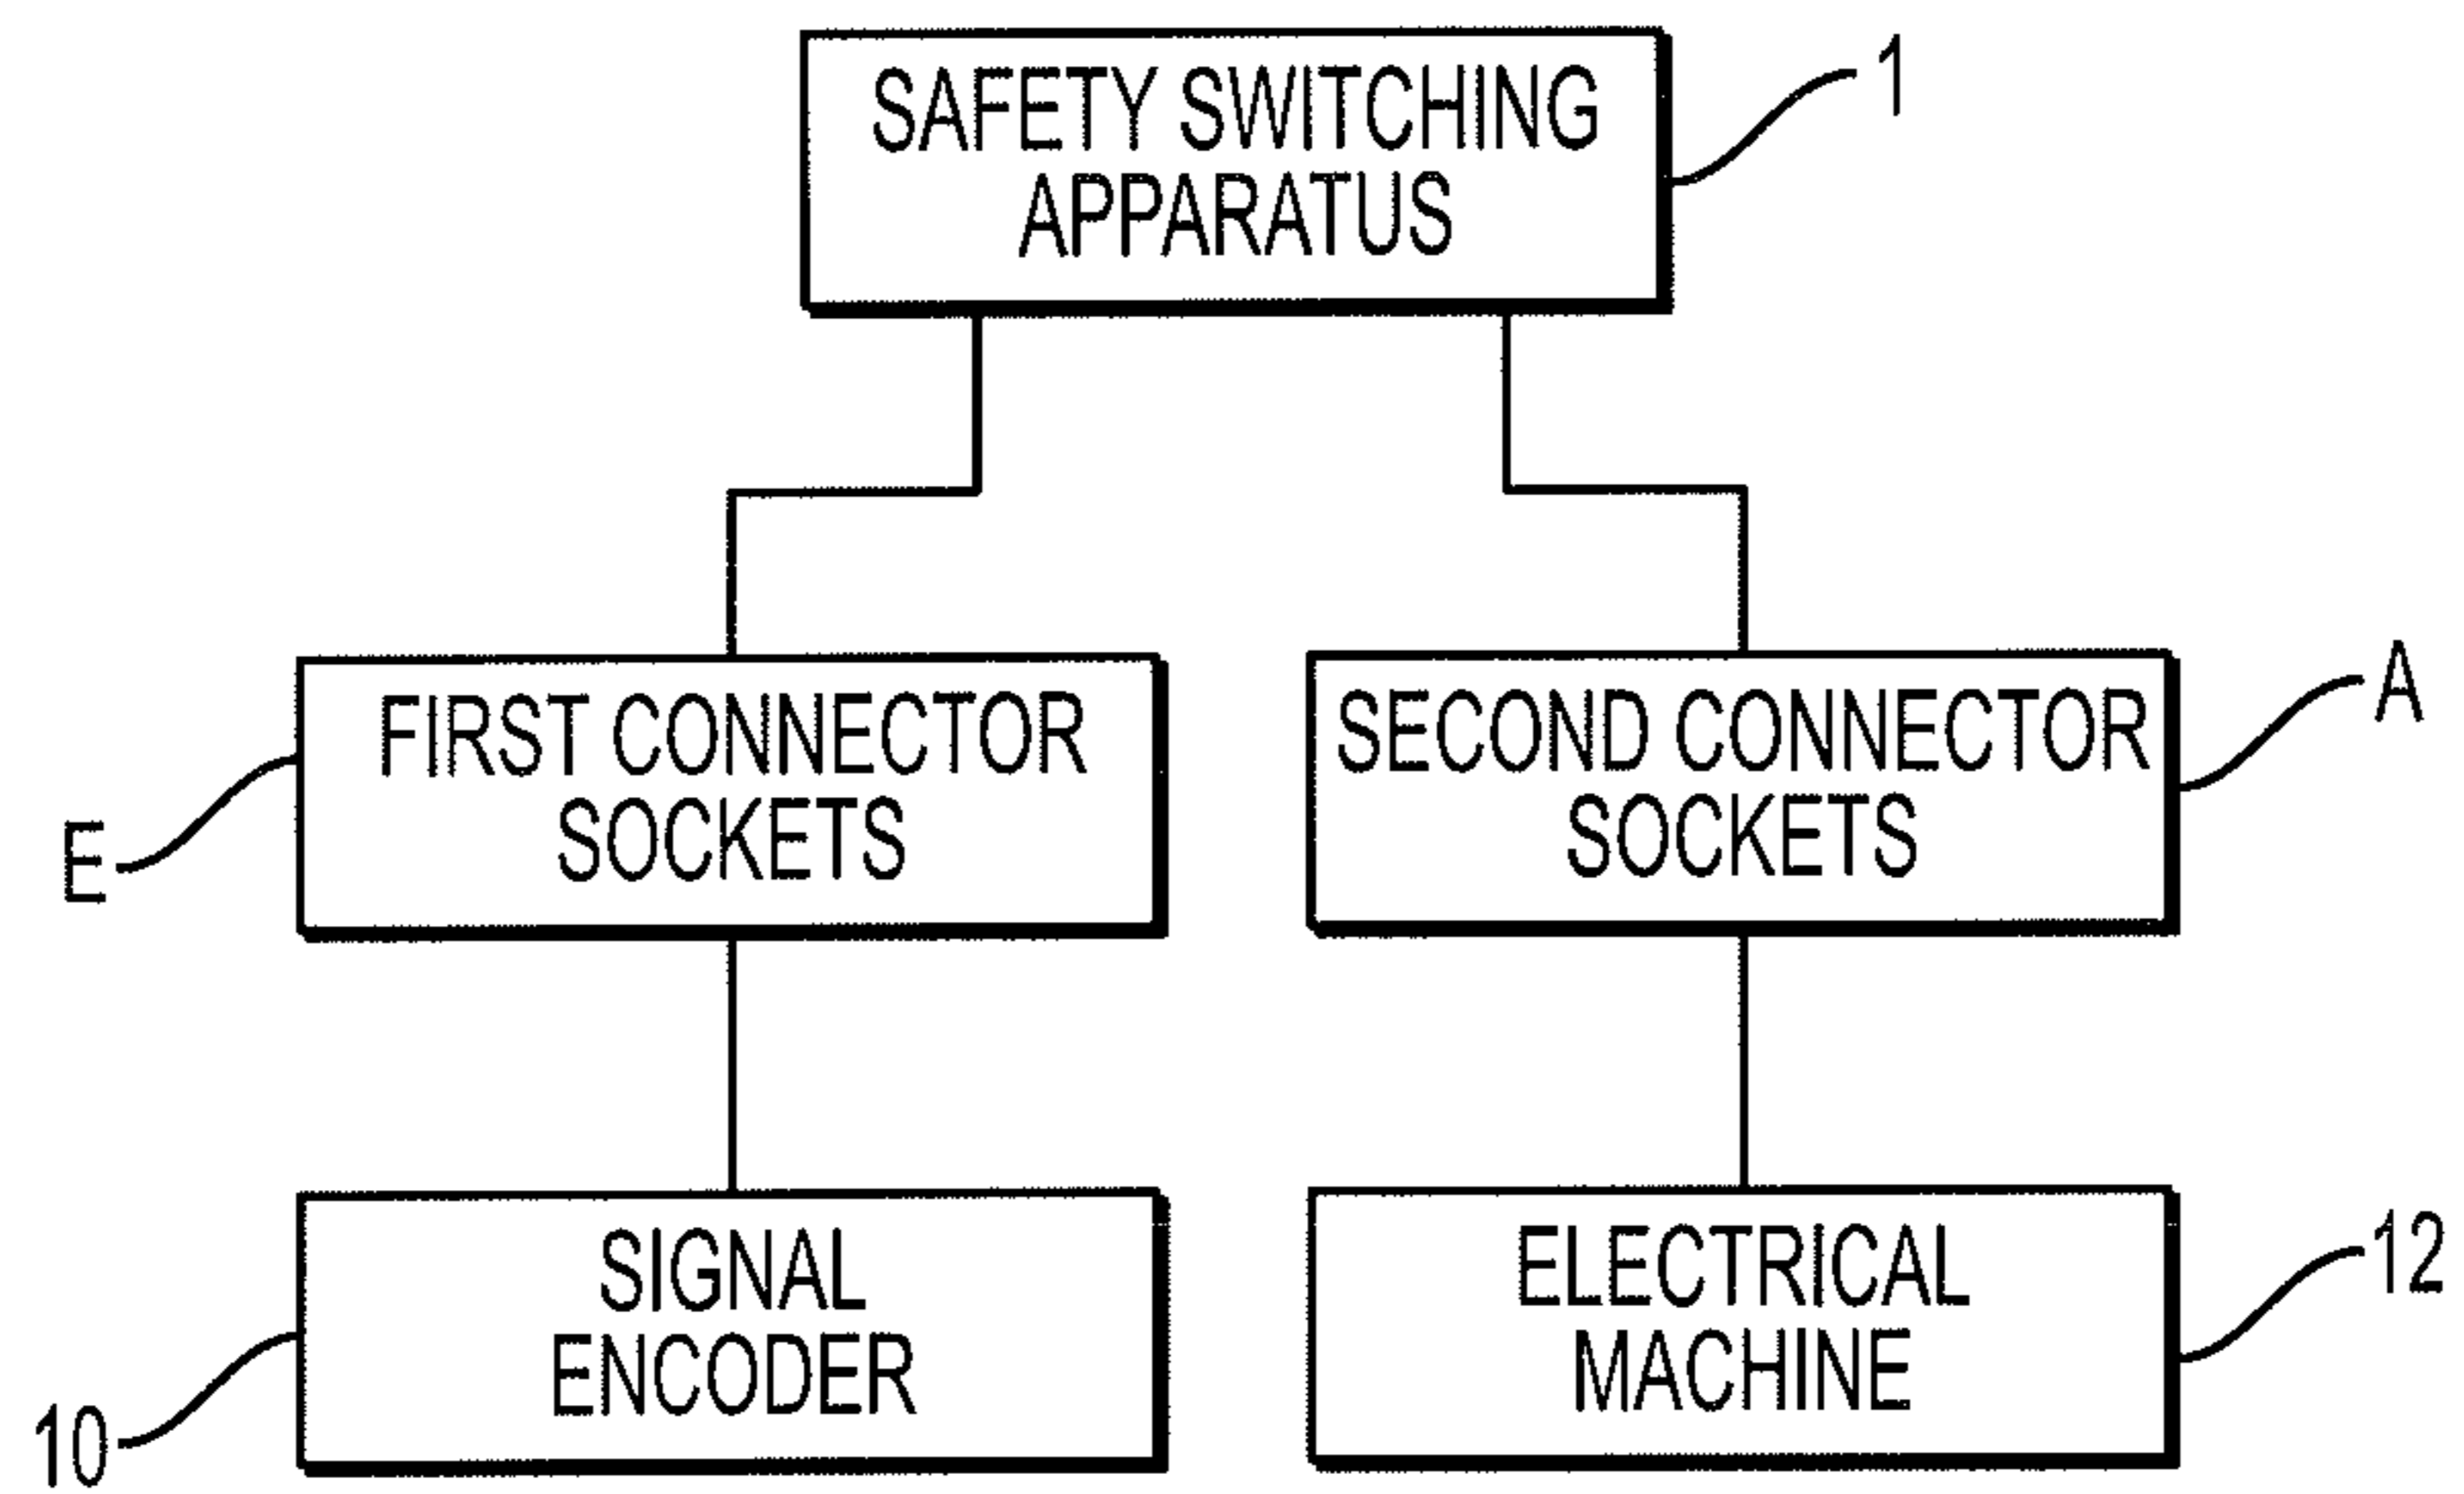 SAFETY SWITCHING
APPARATUS
1
FIRST CONNECTOR
SOCKETS
E
SECOND CONNECTOR
SOCKETS
A
SIGNAL
ENCODER
10
ELECTRICAL
MACHINE
12